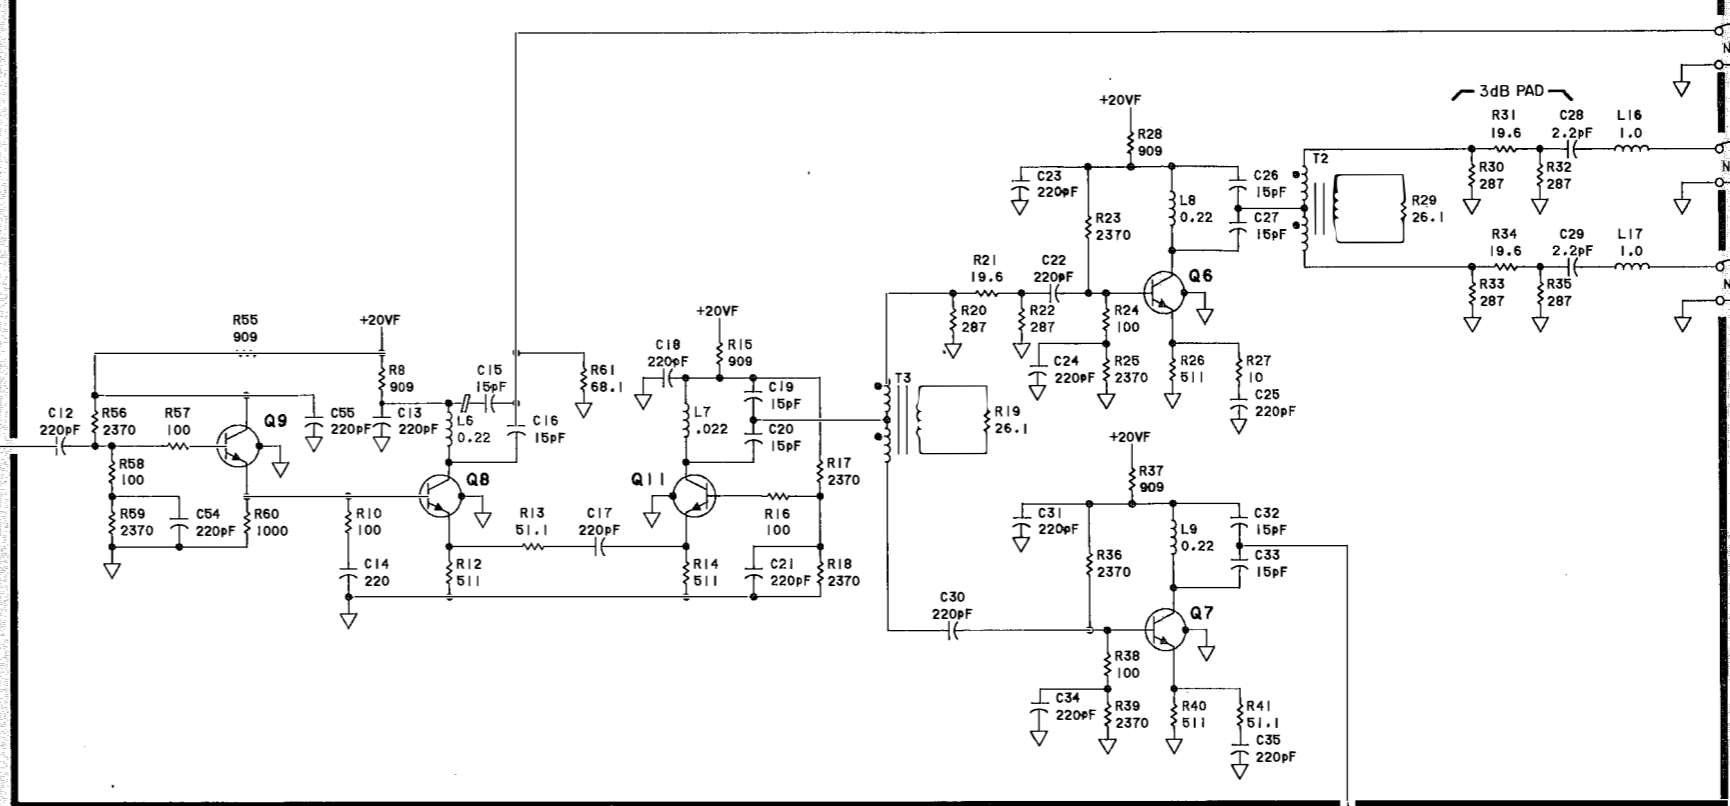 3dB PAD
+20VF
R28
909
R31
19.6
C28
2.2pF
L16
1.0
N
T2
R30
287
R32
287
N
C23
220pF
C26
15pF
L8
0.22
R29
26.1
R23
2370
C27
15pF
R34
19.6
C29
2.2pF
L17
1.0
R21
19.6
C22
220pF
Q6
N
R33
287
R35
287
R20
287
R22
287
R24
100
R55
909
+20VF
+20VF
R15
909
C18
220pF
C24
220pF
R25
2370
R26
511
R27
10
C25
220pF
R8
909
C15
15pF
R61
68.1
T3
C19
15pF
C12
220pF
R56
2370
R57
100
Q9
C55
220pF
C13
220pF
L6
0.22
C16
15pF
L7
.022
C20
15pF
R19
26.1
+20VF
R37
909
R58
100
Q8
Q11
R17
2370
R59
2370
C54
220pF
R60
1000
R10
100
R13
51.1
C17
220pF
R16
100
C31
220pF
C32
15pF
L9
0.22
R36
2370
C33
15pF
C14
220
R12
511
R14
511
C21
220pF
R18
2370
C30
220pF
Q7
R38
100
C34
220pF
R39
2370
R40
511
R41
51.1
C35
220pF